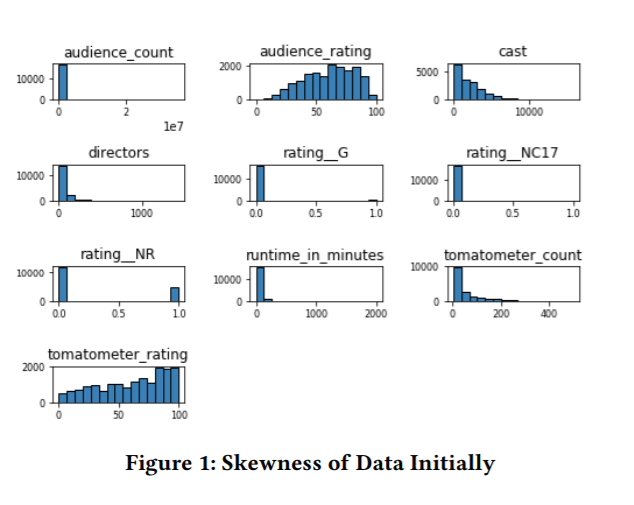 audience_count audience_rating cast
10000 2000 5000
0 0 0
0 2 0 50 100 0 10000
1e7
directors rating__G rating__NC17
10000 10000 10000
0 0 0
0 1000 0.0 0.5 1.0 0.0 0.5 1.0
rating__NR runtime_in_minutes tomatometer_count
10000 10000 10000
0 0 0
0.0 0.5 1.0 0 1000 2000 0 200 400
tomatometer_rating
2000
0
0 50 100
Figure 1: Skewness of Data Initially